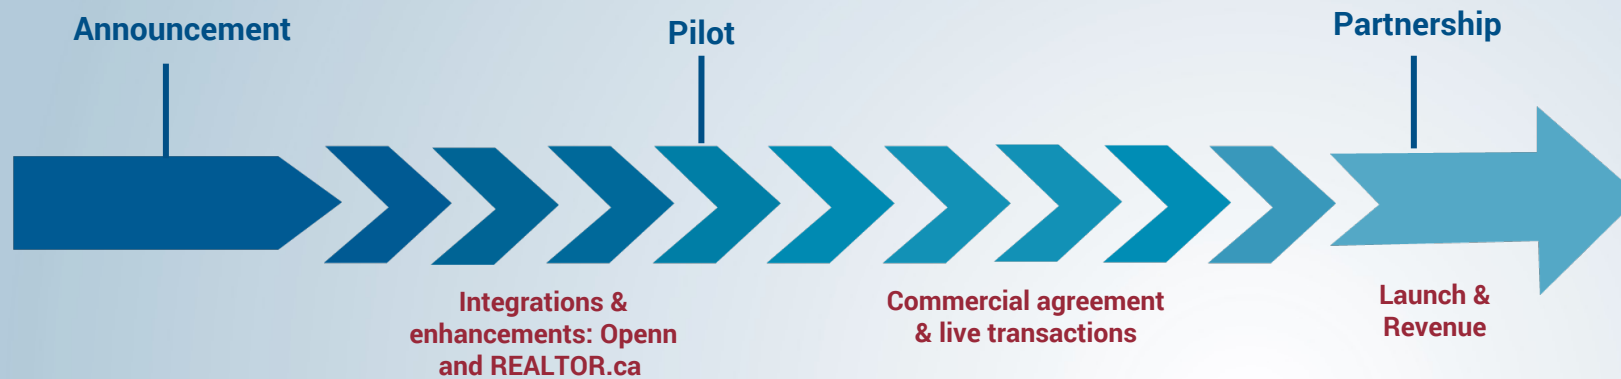 Announcement
Pilot
Partnership
Integrations &
enhancements: Openn
and REALTOR.ca
Commercial agreement
& live transactions
Launch &
Revenue